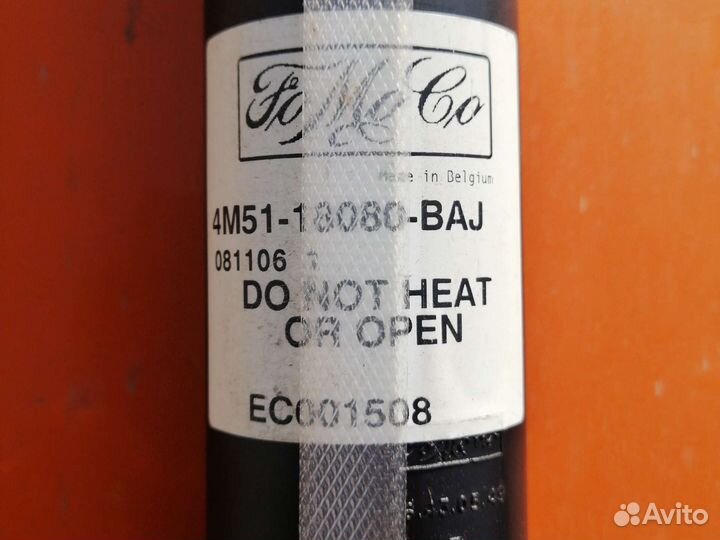 FoMoCo
Made in Belgium
4M51-18080-BAJ
081106
DO NOT HEAT
OR OPEN
EC001508
Avito